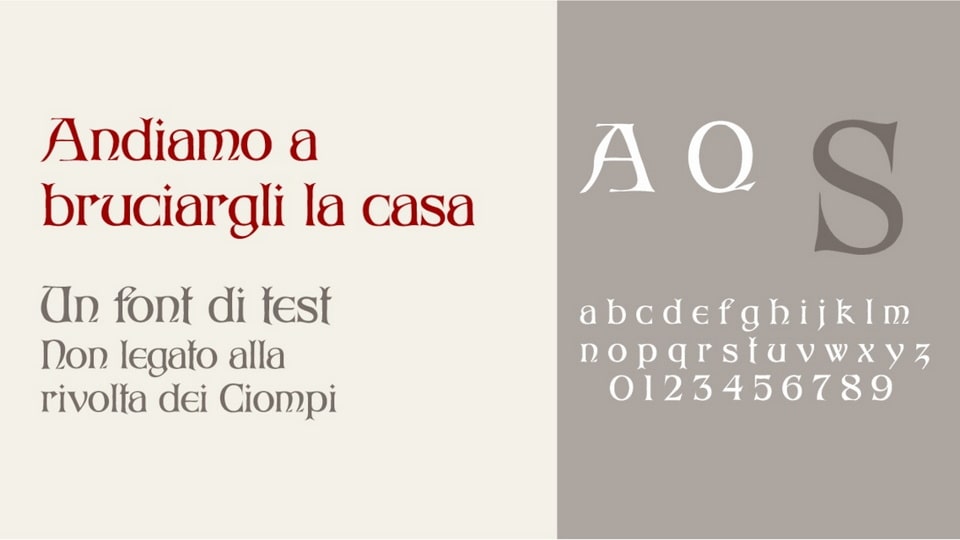 Andiamo a
bruciargli la casa
Un font di test
Non legato alla
rivolta dei Ciompi
A Q S
a b c d e f g h i j k l m
n o p q r s t u v w x y z
0 1 2 3 4 5 6 7 8 9